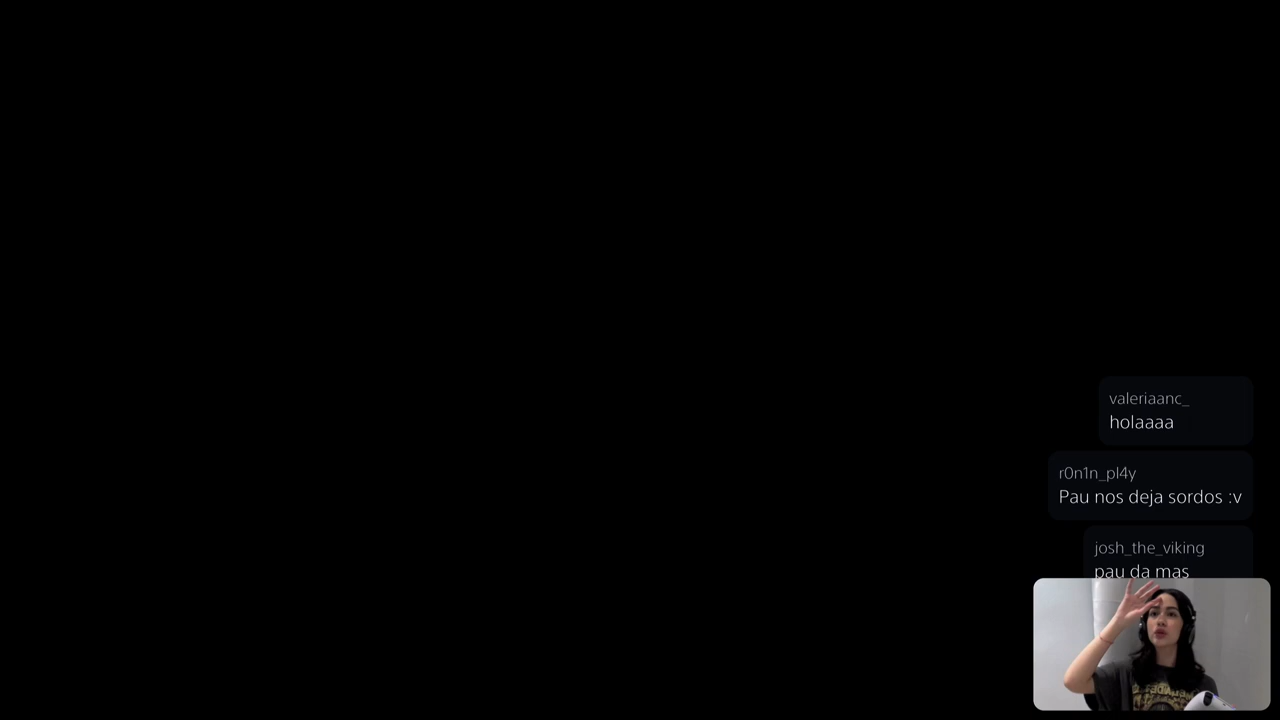 valeriaanc_
holaaaa
r0n1n_pl4y
Pau nos deja sordos :v
josh_the_viking
pau da mas